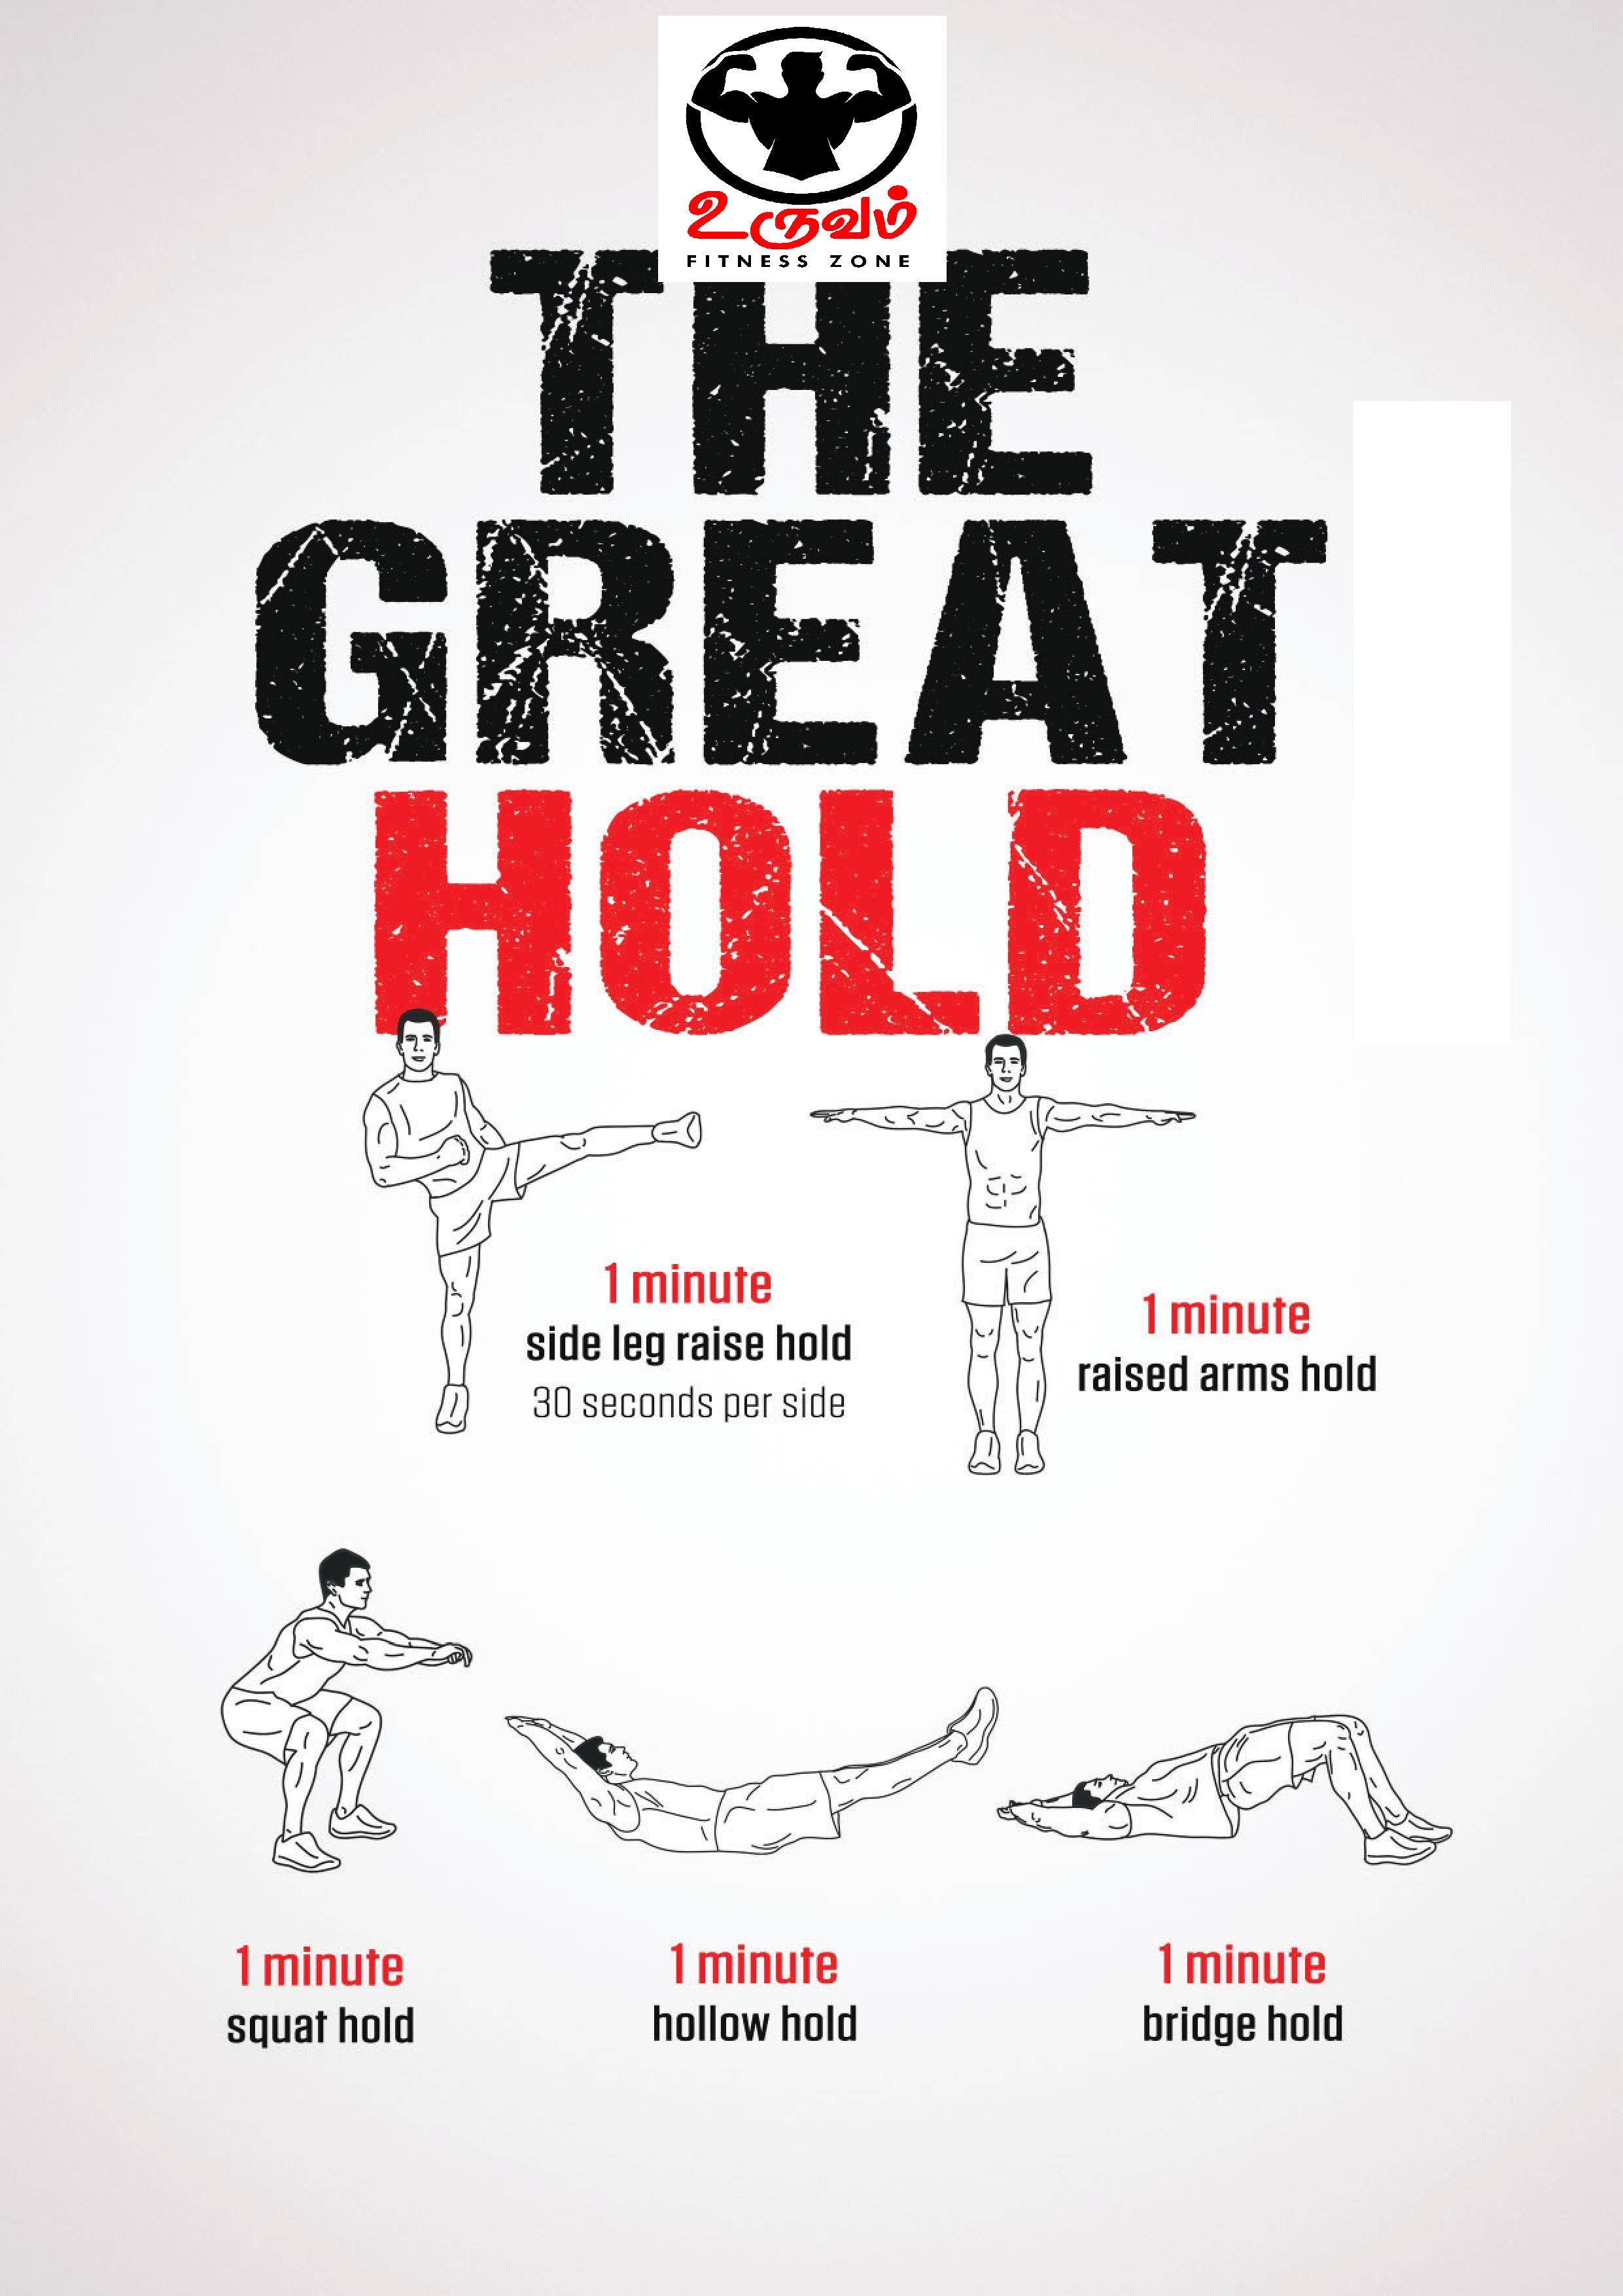 உருவம்
FITNESS ZONE
THE
GREAT
HOLD
1 minute
side leg raise hold
30 seconds per side
1 minute
raised arms hold
1 minute
squat hold
1 minute
hollow hold
1 minute
bridge hold